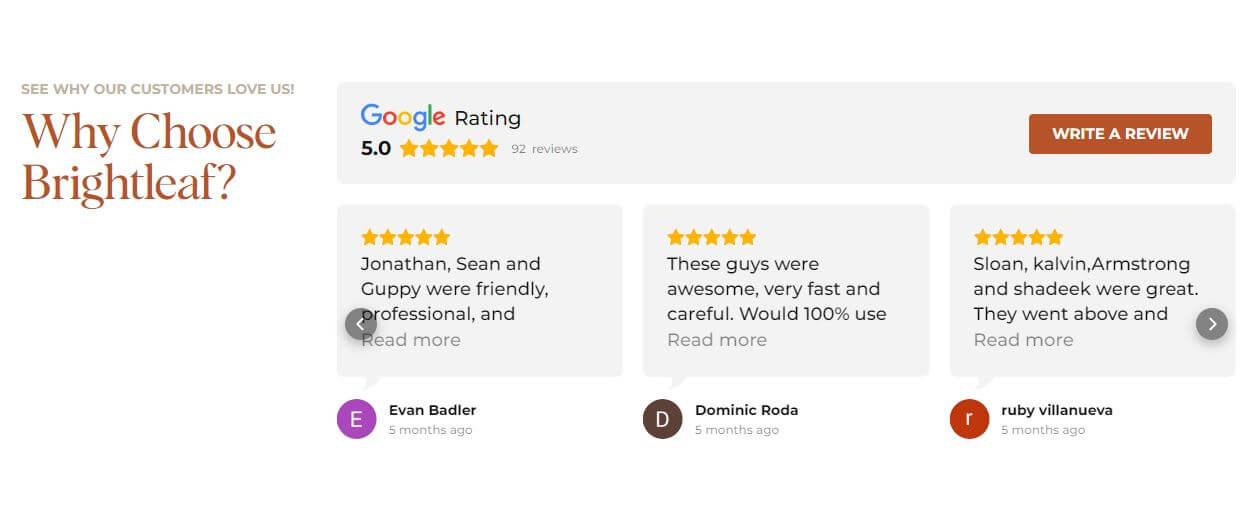 SEE WHY OUR CUSTOMERS LOVE US!
Why Choose
Brightleaf?
Google Rating
5.0 92 reviews
WRITE A REVIEW
Jonathan, Sean and
Guppy were friendly,
professional, and
Read more
E
Evan Badler
5 months ago
These guys were
awesome, very fast and
careful. Would 100% use
Read more
D
Dominic Roda
5 months ago
Sloan, kalvin,Armstrong
and shadeek were great.
They went above and
Read more
r
ruby villanueva
5 months ago